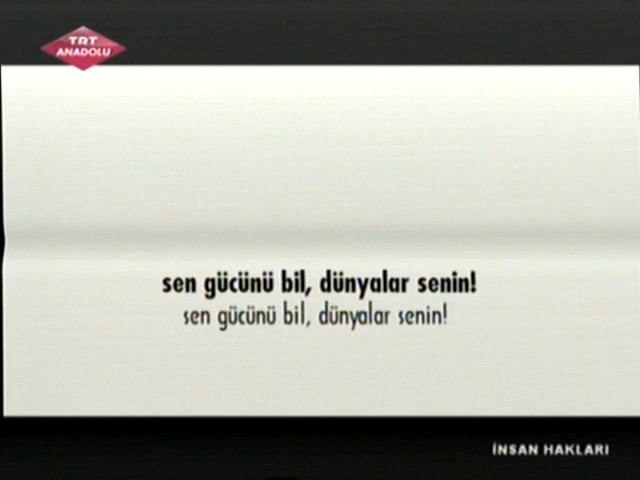 TRT
ANADOLU
sen gücünü bil, dünyalar senin!
sen gücünü bil, dünyalar senin!
İNSAN HAKLARI